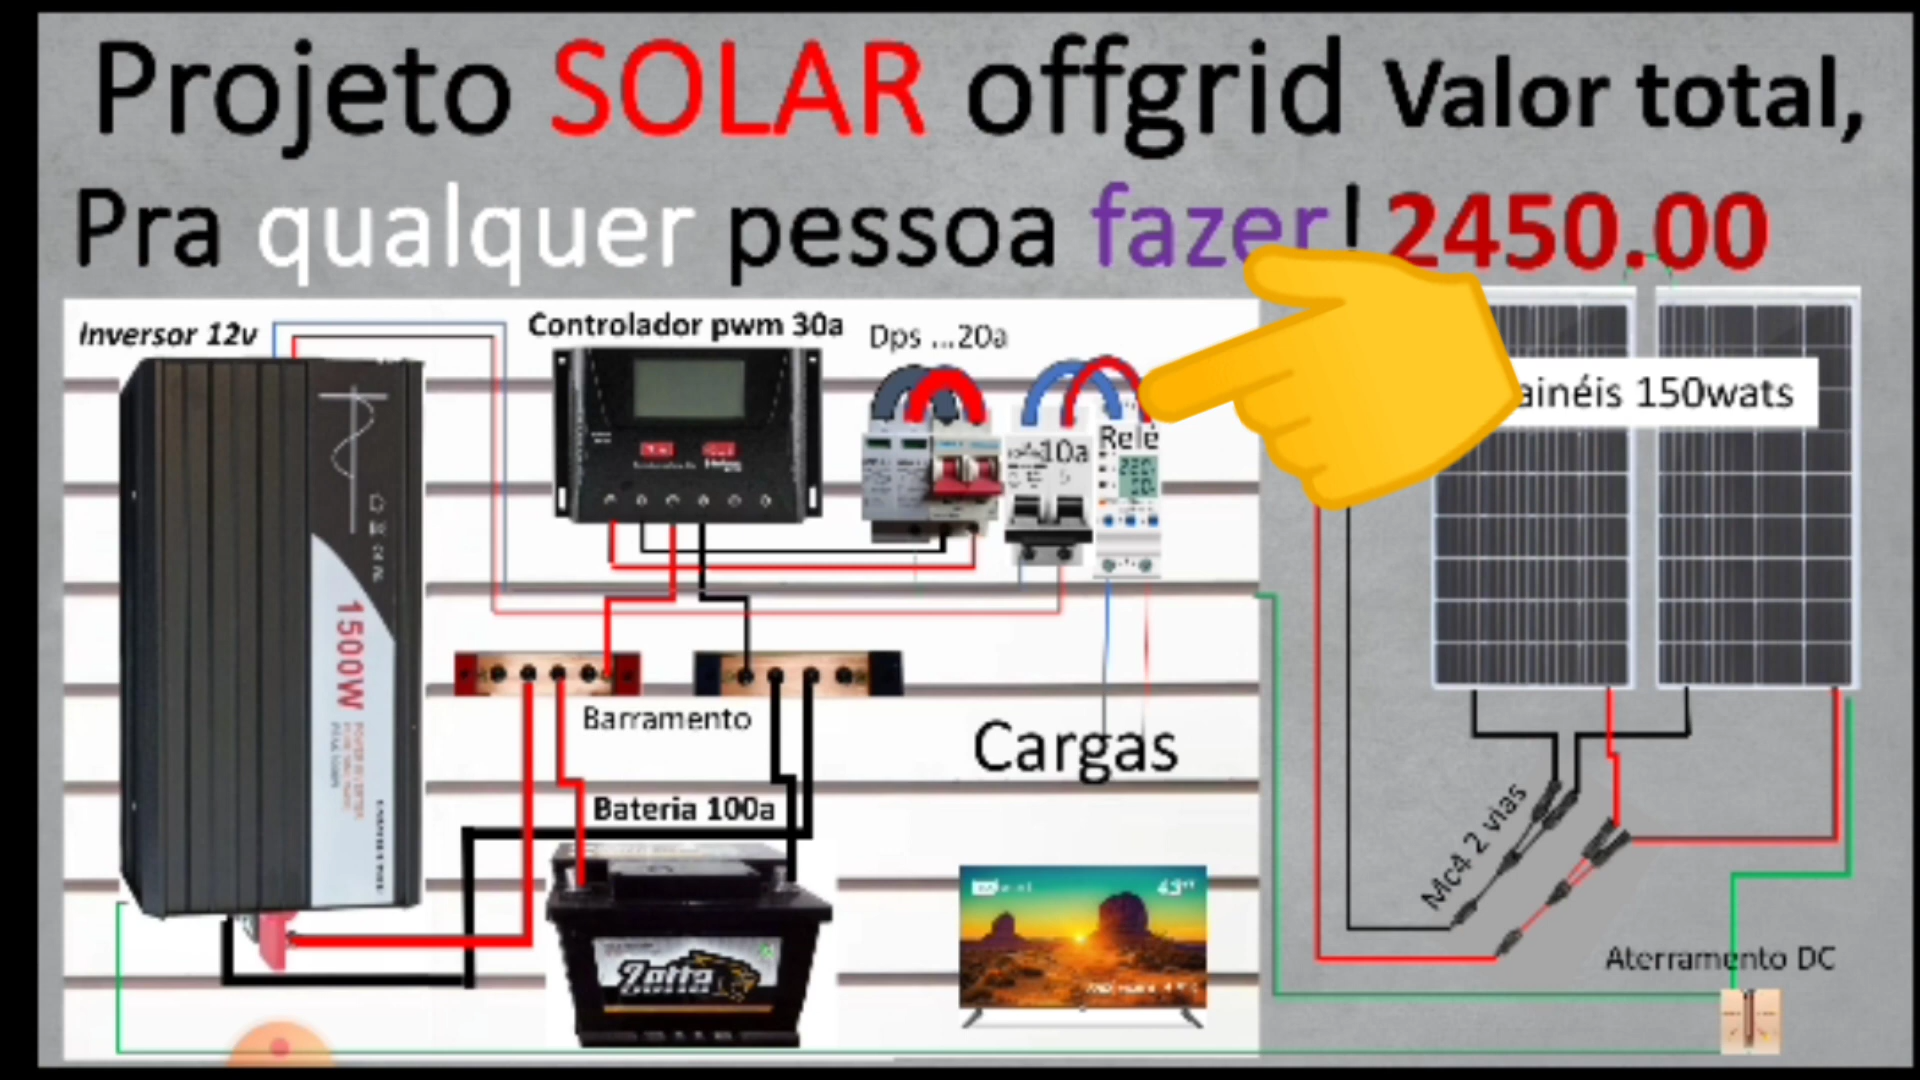 Projeto SOLAR offgrid Valor total,
Pra qualquer pessoa fazer! 2450.00
Inversor 12v
Controlador pwm 30a
Dps ...20a
ainéis 150wats
10a
Relé
1500W
Barramento
Cargas
Bateria 100a
Mc4 2 vias
Zetta
43"
Aterramento DC